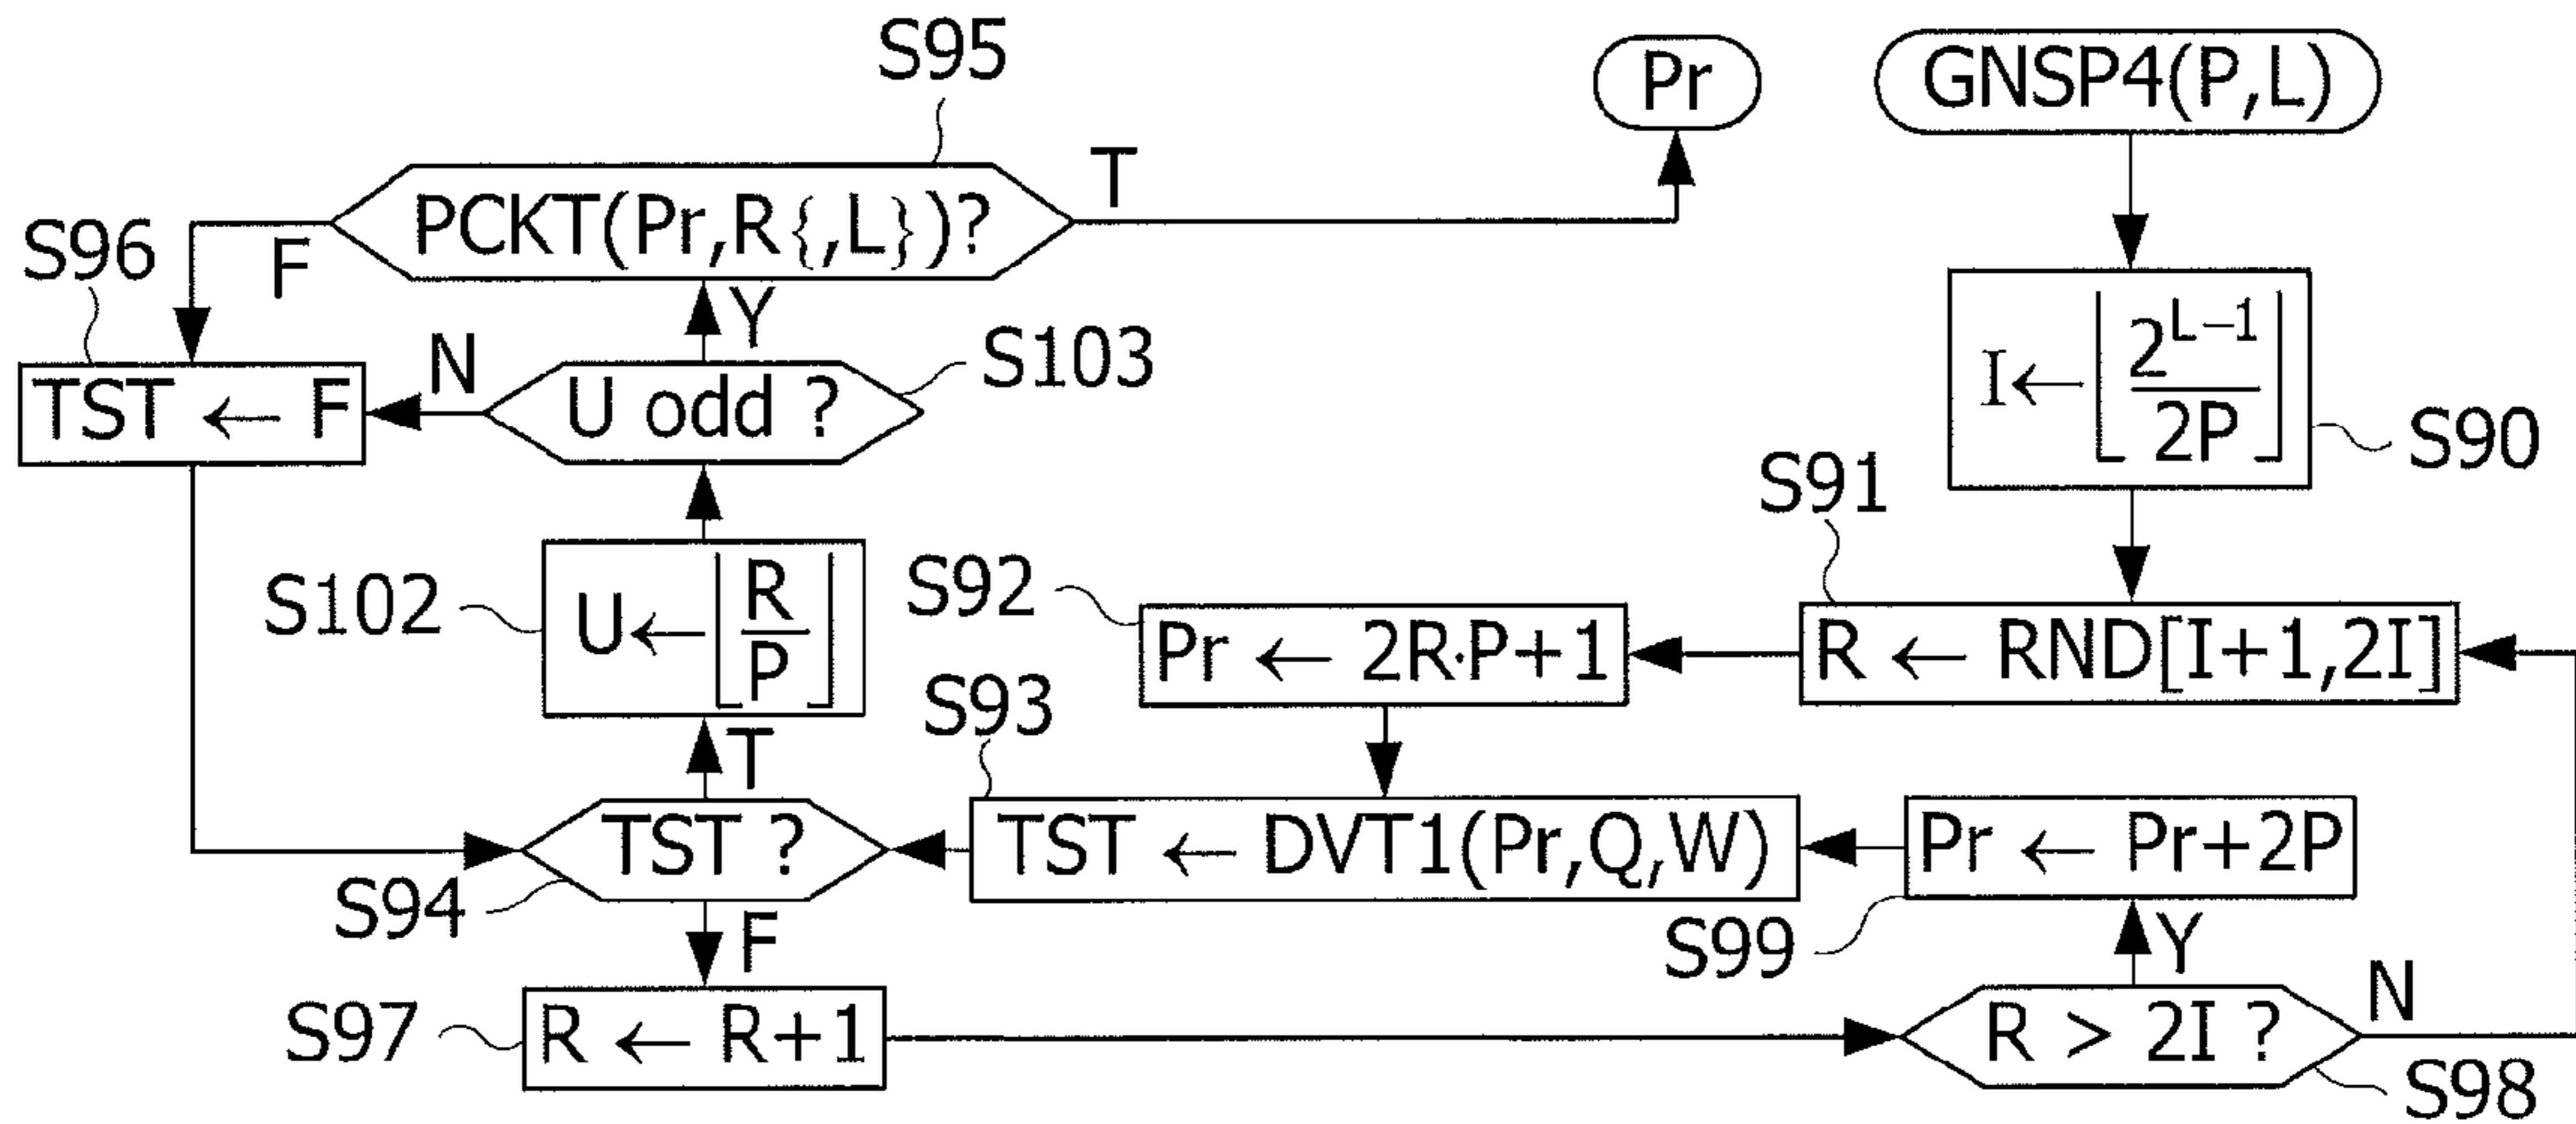 S95
Pr
GNSP4(P,L)
PCKT(Pr,R{,L})?
T
S96
F
Y
N
S103
TST ← F
U odd ?
I←⌊2^{L−1}/2P⌋
S90
S91
S92
S102
U←⌊R/P⌋
Pr ← 2R·P+1
R ← RND[I+1,2I]
S93
T
TST ?
TST ← DVT1(Pr,Q,W)
Pr ← Pr+2P
S94
F
S99
Y
N
S97
R ← R+1
R > 2I ?
S98